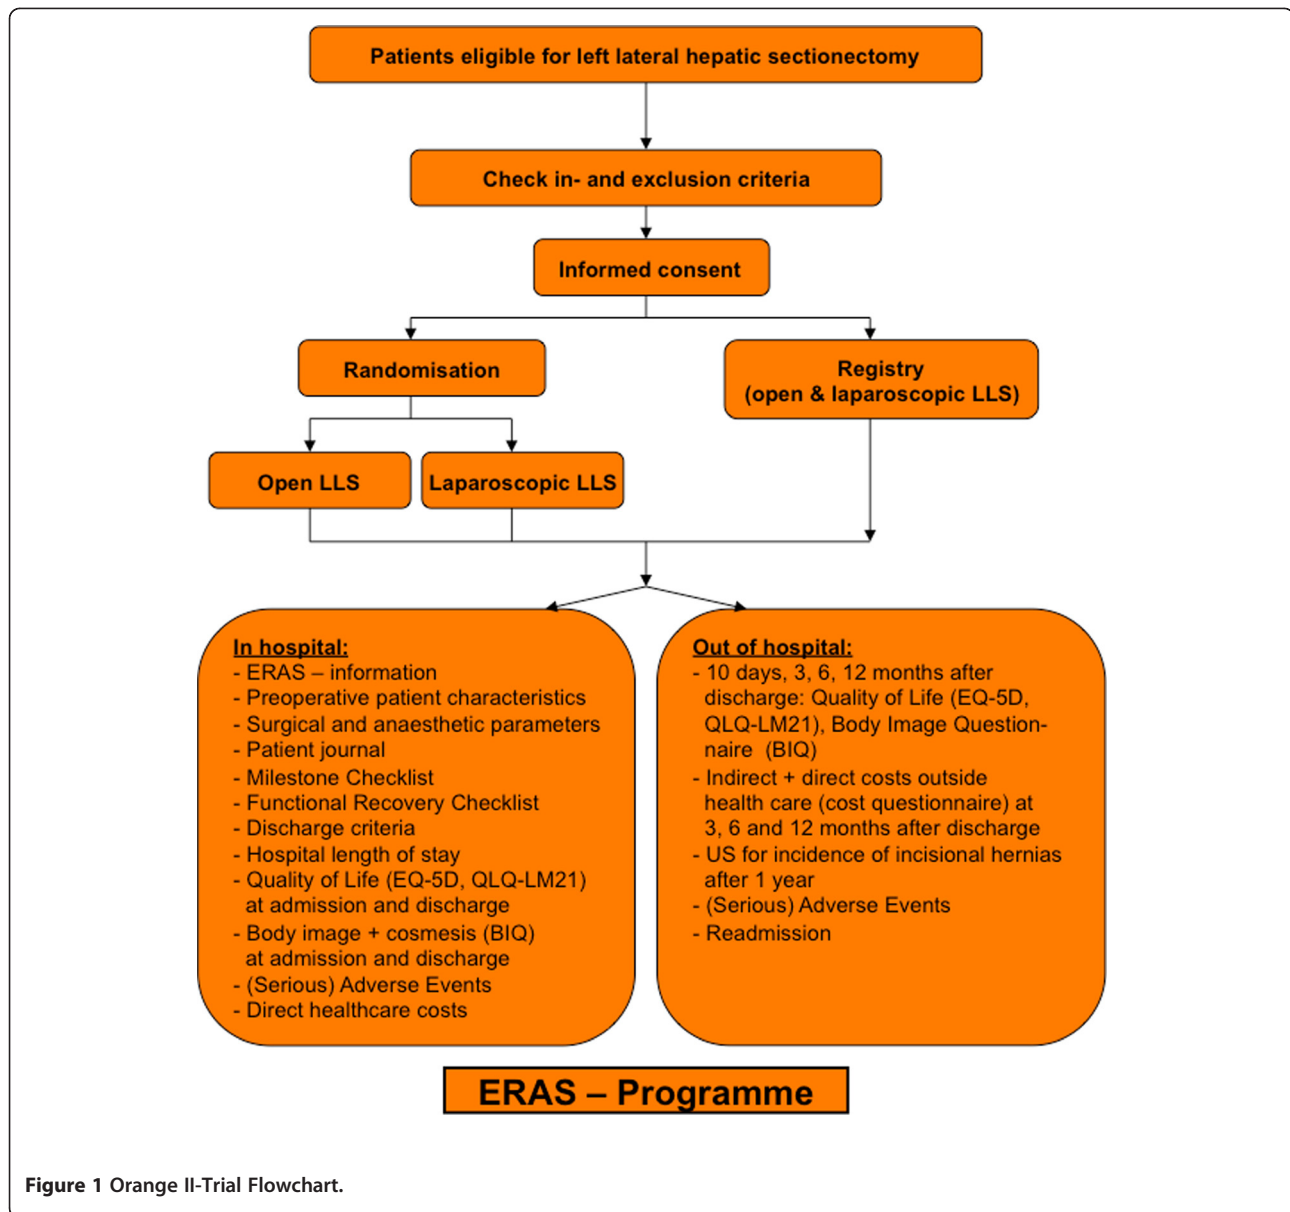 Patients eligible for left lateral hepatic sectionectomy
Check in- and exclusion criteria
Informed consent
Randomisation
Registry
(open & laparoscopic LLS)
Open LLS
Laparoscopic LLS
In hospital:
- ERAS – information
- Preoperative patient characteristics
- Surgical and anaesthetic parameters
- Patient journal
- Milestone Checklist
- Functional Recovery Checklist
- Discharge criteria
- Hospital length of stay
- Quality of Life (EQ-5D, QLQ-LM21)
at admission and discharge
- Body image + cosmesis (BIQ)
at admission and discharge
- (Serious) Adverse Events
- Direct healthcare costs
Out of hospital:
- 10 days, 3, 6, 12 months after
discharge: Quality of Life (EQ-5D,
QLQ-LM21), Body Image Question-
naire (BIQ)
- Indirect + direct costs outside
health care (cost questionnaire) at
3, 6 and 12 months after discharge
- US for incidence of incisional hernias
after 1 year
- (Serious) Adverse Events
- Readmission
ERAS – Programme
Figure 1 Orange II-Trial Flowchart.